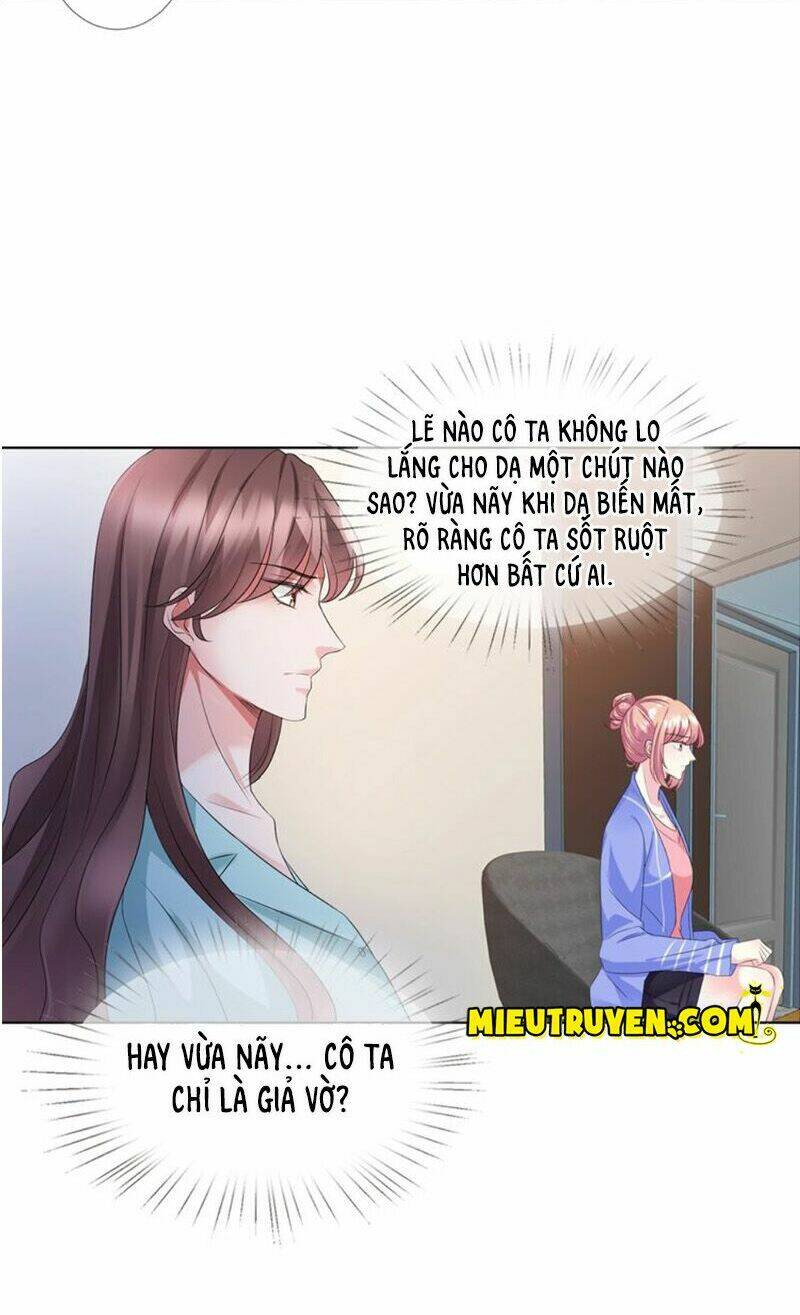 LẼ NÀO CÔ TA KHÔNG LO
LẮNG CHO DẠ MỘT CHÚT NÀO
SAO? VỪA NÃY KHI DẠ BIẾN MẤT,
RÕ RÀNG CÔ TA SỐT RUỘT
HƠN BẤT CỨ AI.
MIEUTRUYEN.COM
HAY VỪA NÃY... CÔ TA
CHỈ LÀ GIẢ VỜ?